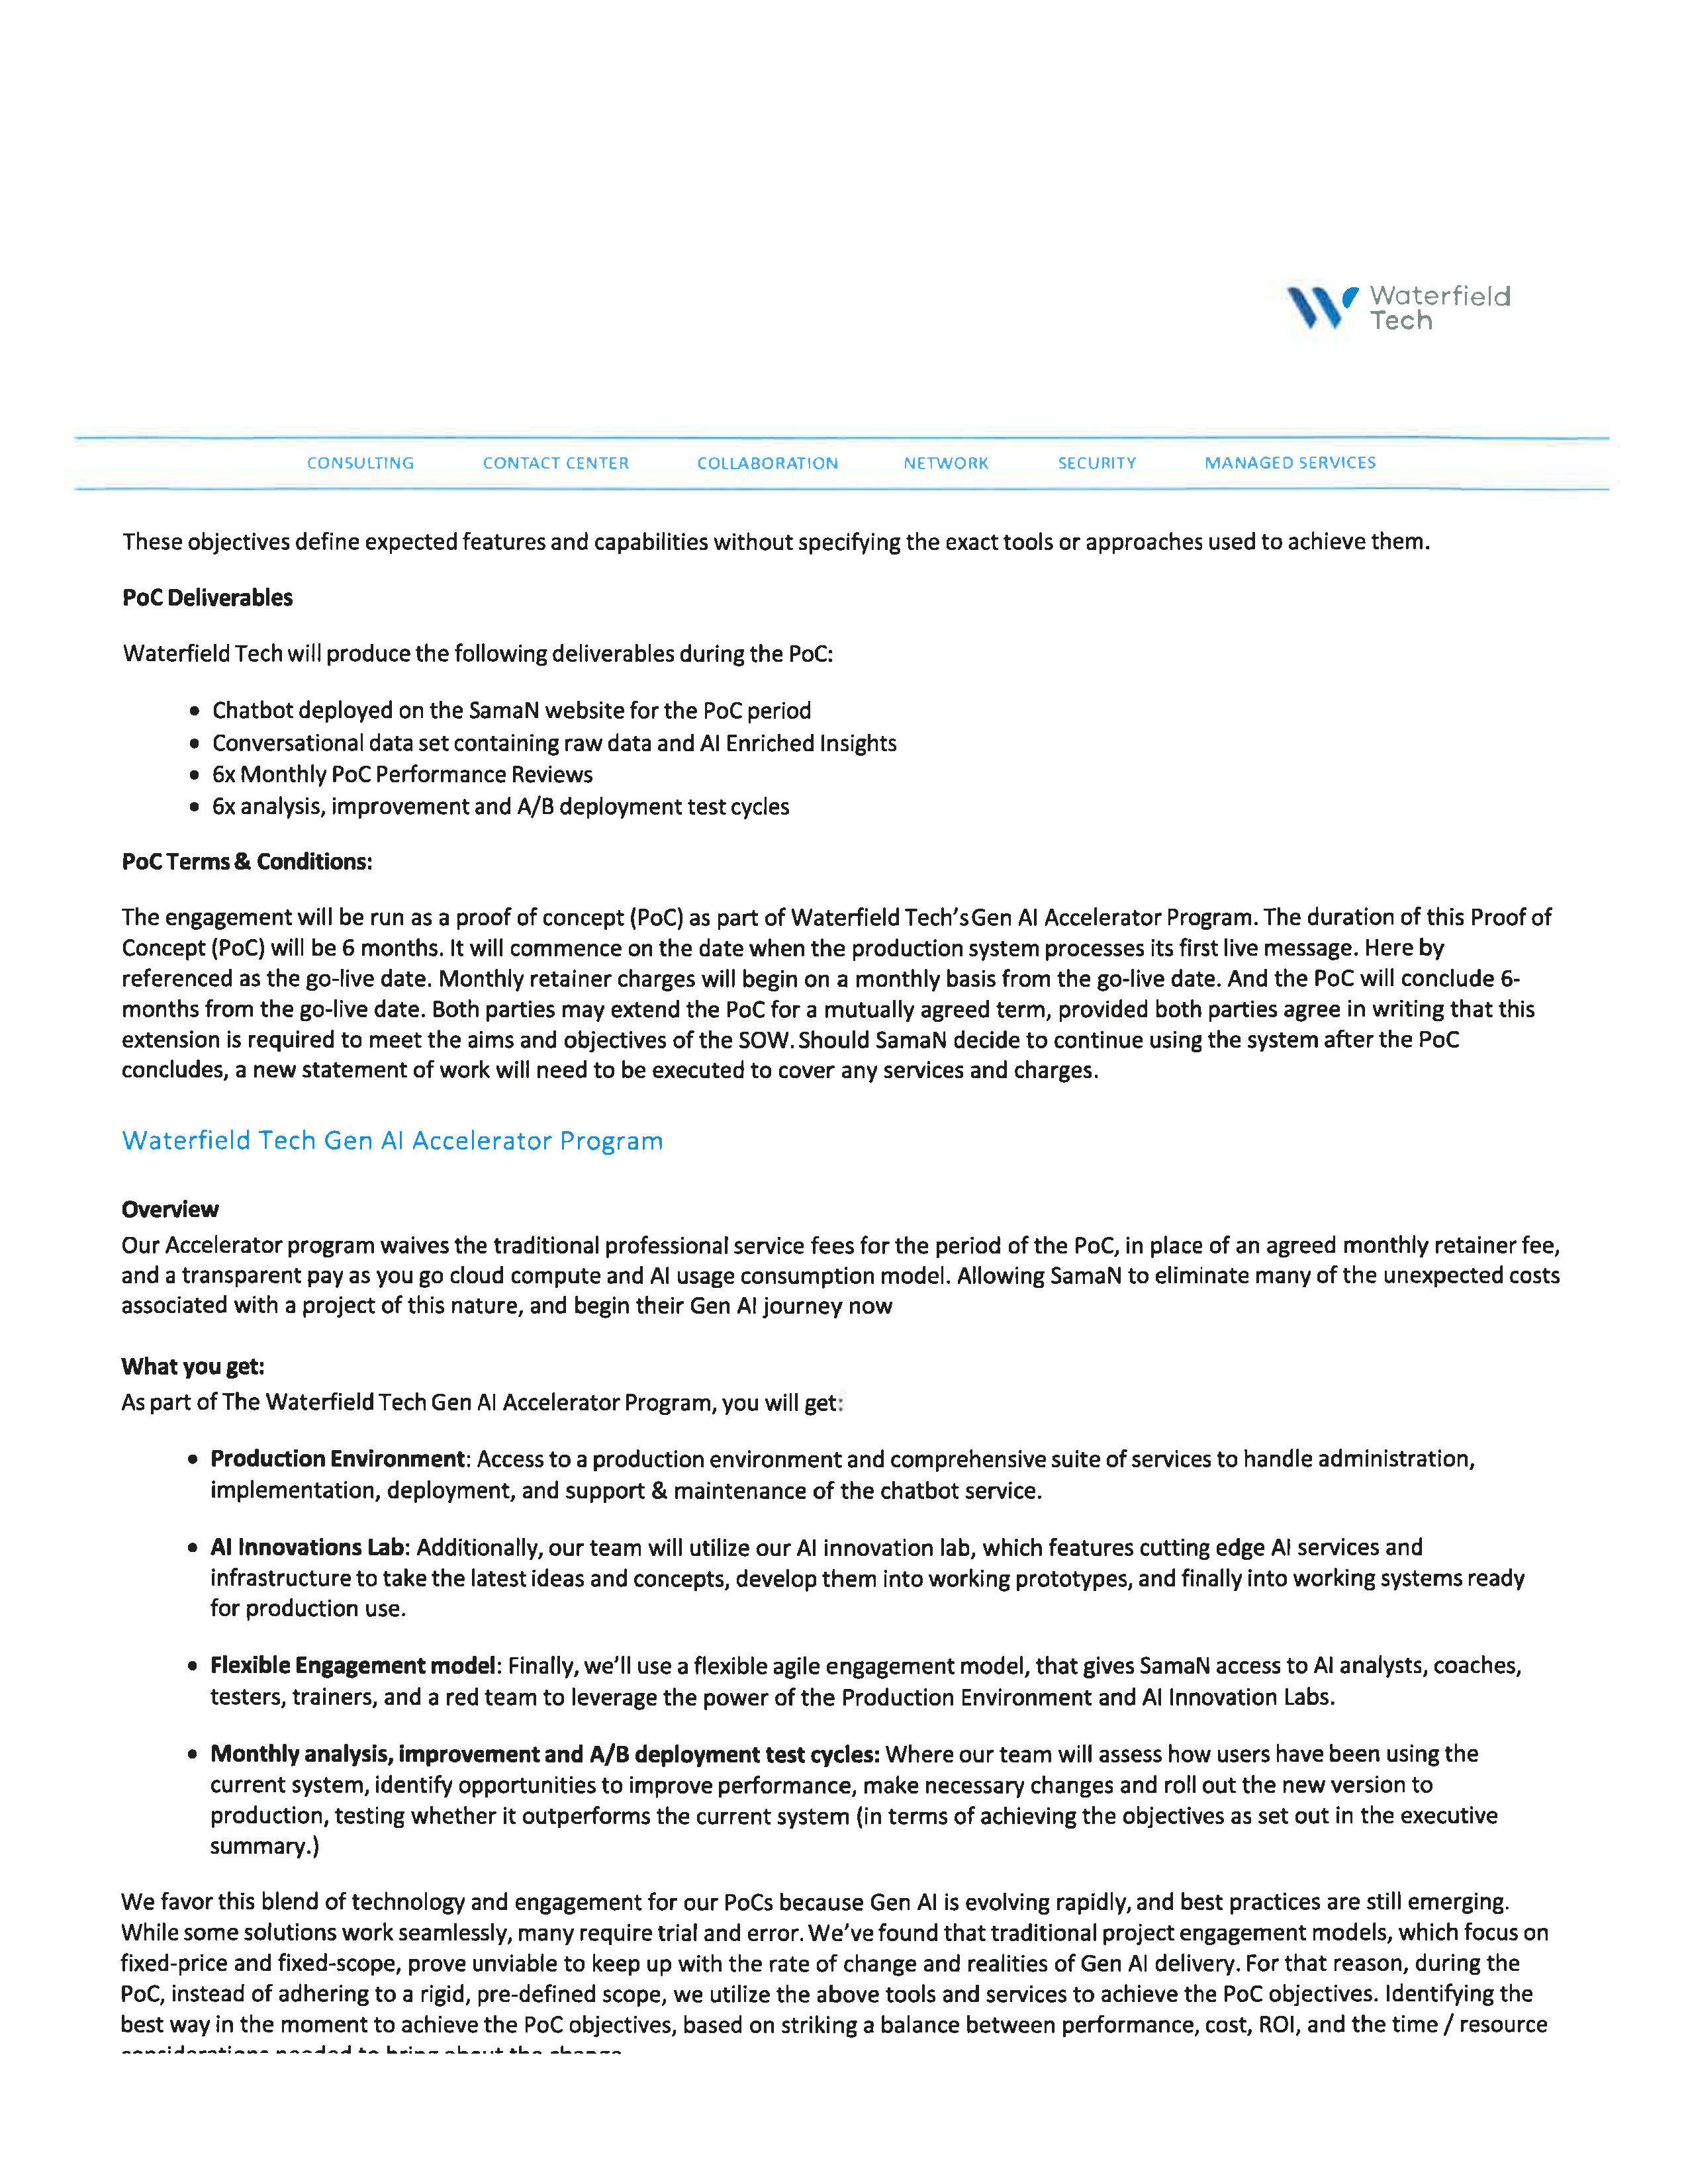 Waterfield
Tech
CONSULTING CONTACT CENTER COLLABORATION NETWORK SECURITY MANAGED SERVICES
These objectives define expected features and capabilities without specifying the exact tools or approaches used to achieve them.
PoC Deliverables
Waterfield Tech will produce the following deliverables during the PoC:
• Chatbot deployed on the SamaN website for the PoC period
• Conversational data set containing raw data and AI Enriched Insights
• 6x Monthly PoC Performance Reviews
• 6x analysis, improvement and A/B deployment test cycles
PoC Terms & Conditions:
The engagement will be run as a proof of concept (PoC) as part of Waterfield Tech's Gen AI Accelerator Program. The duration of this Proof of
Concept (PoC) will be 6 months. It will commence on the date when the production system processes its first live message. Here by
referenced as the go-live date. Monthly retainer charges will begin on a monthly basis from the go-live date. And the PoC will conclude 6-
months from the go-live date. Both parties may extend the PoC for a mutually agreed term, provided both parties agree in writing that this
extension is required to meet the aims and objectives of the SOW. Should SamaN decide to continue using the system after the PoC
concludes, a new statement of work will need to be executed to cover any services and charges.
Waterfield Tech Gen AI Accelerator Program
Overview
Our Accelerator program waives the traditional professional service fees for the period of the PoC, in place of an agreed monthly retainer fee,
and a transparent pay as you go cloud compute and AI usage consumption model. Allowing SamaN to eliminate many of the unexpected costs
associated with a project of this nature, and begin their Gen AI journey now
What you get:
As part of The Waterfield Tech Gen AI Accelerator Program, you will get:
• Production Environment: Access to a production environment and comprehensive suite of services to handle administration,
implementation, deployment, and support & maintenance of the chatbot service.
• AI Innovations Lab: Additionally, our team will utilize our AI innovation lab, which features cutting edge AI services and
infrastructure to take the latest ideas and concepts, develop them into working prototypes, and finally into working systems ready
for production use.
• Flexible Engagement model: Finally, we'll use a flexible agile engagement model, that gives SamaN access to AI analysts, coaches,
testers, trainers, and a red team to leverage the power of the Production Environment and AI Innovation Labs.
• Monthly analysis, improvement and A/B deployment test cycles: Where our team will assess how users have been using the
current system, identify opportunities to improve performance, make necessary changes and roll out the new version to
production, testing whether it outperforms the current system (in terms of achieving the objectives as set out in the executive
summary.)
We favor this blend of technology and engagement for our PoCs because Gen AI is evolving rapidly, and best practices are still emerging.
While some solutions work seamlessly, many require trial and error. We've found that traditional project engagement models, which focus on
fixed-price and fixed-scope, prove unviable to keep up with the rate of change and realities of Gen AI delivery. For that reason, during the
PoC, instead of adhering to a rigid, pre-defined scope, we utilize the above tools and services to achieve the PoC objectives. Identifying the
best way in the moment to achieve the PoC objectives, based on striking a balance between performance, cost, ROI, and the time / resource
considerations needed to bring about the change